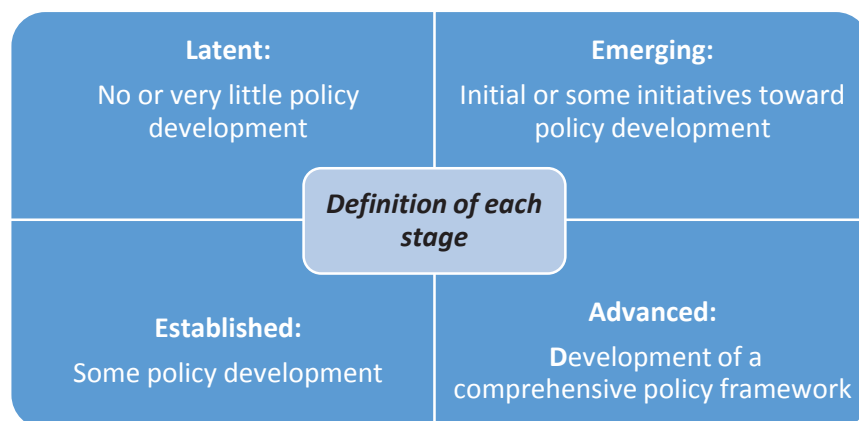 Latent:
No or very little policy
development
Emerging:
Initial or some initiatives toward
policy development
Definition of each
stage
Established:
Some policy development
Advanced:
Development of a
comprehensive policy framework